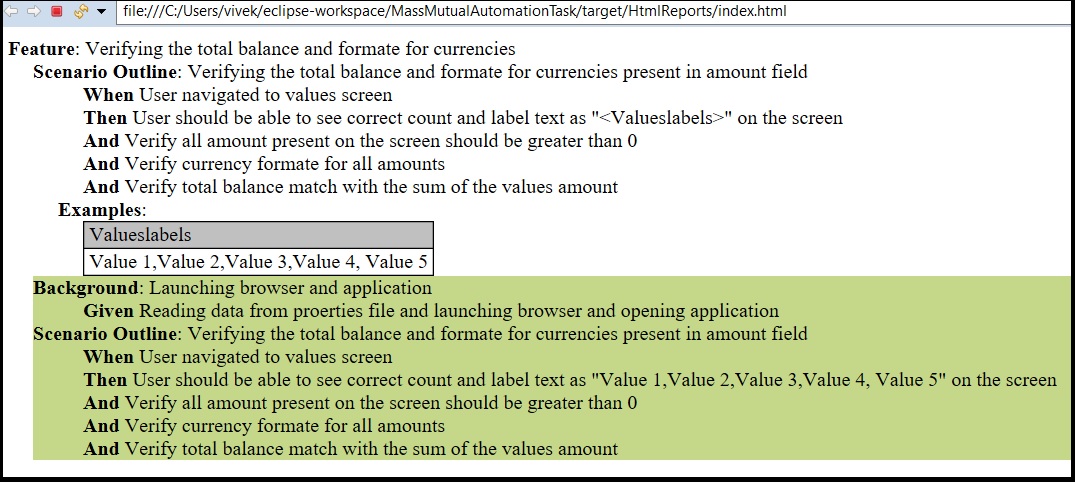 file:///C:/Users/vivek/eclipse-workspace/MassMutualAutomationTask/target/HtmlReports/index.html
Feature: Verifying the total balance and formate for currencies
Scenario Outline: Verifying the total balance and formate for currencies present in amount field
When User navigated to values screen
Then User should be able to see correct count and label text as "<Valueslabels>" on the screen
And Verify all amount present on the screen should be greater than 0
And Verify currency formate for all amounts
And Verify total balance match with the sum of the values amount
Examples:
Valueslabels
Value 1,Value 2,Value 3,Value 4, Value 5
Background: Launching browser and application
Given Reading data from proerties file and launching browser and opening application
Scenario Outline: Verifying the total balance and formate for currencies present in amount field
When User navigated to values screen
Then User should be able to see correct count and label text as "Value 1,Value 2,Value 3,Value 4, Value 5" on the screen
And Verify all amount present on the screen should be greater than 0
And Verify currency formate for all amounts
And Verify total balance match with the sum of the values amount